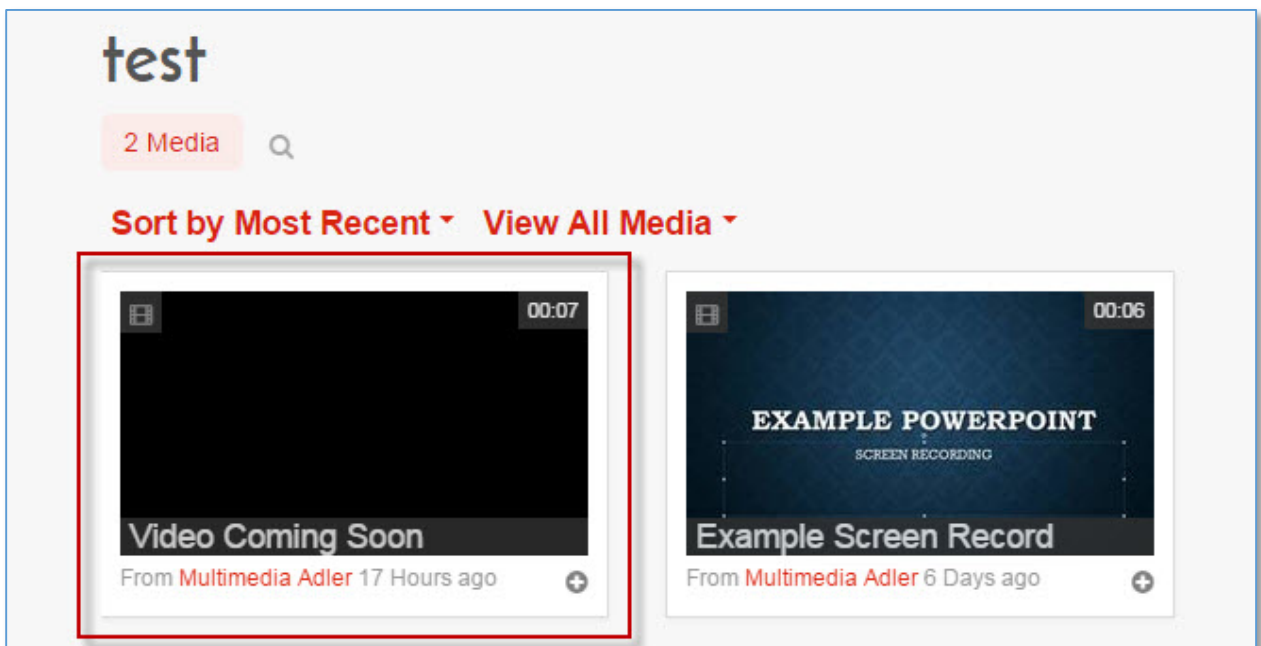 test
2 Media
Sort by Most Recent View All Media
00:07
Video Coming Soon
From Multimedia Adler 17 Hours ago
00:06
EXAMPLE POWERPOINT
SCREEN RECORDING
Example Screen Record
From Multimedia Adler 6 Days ago